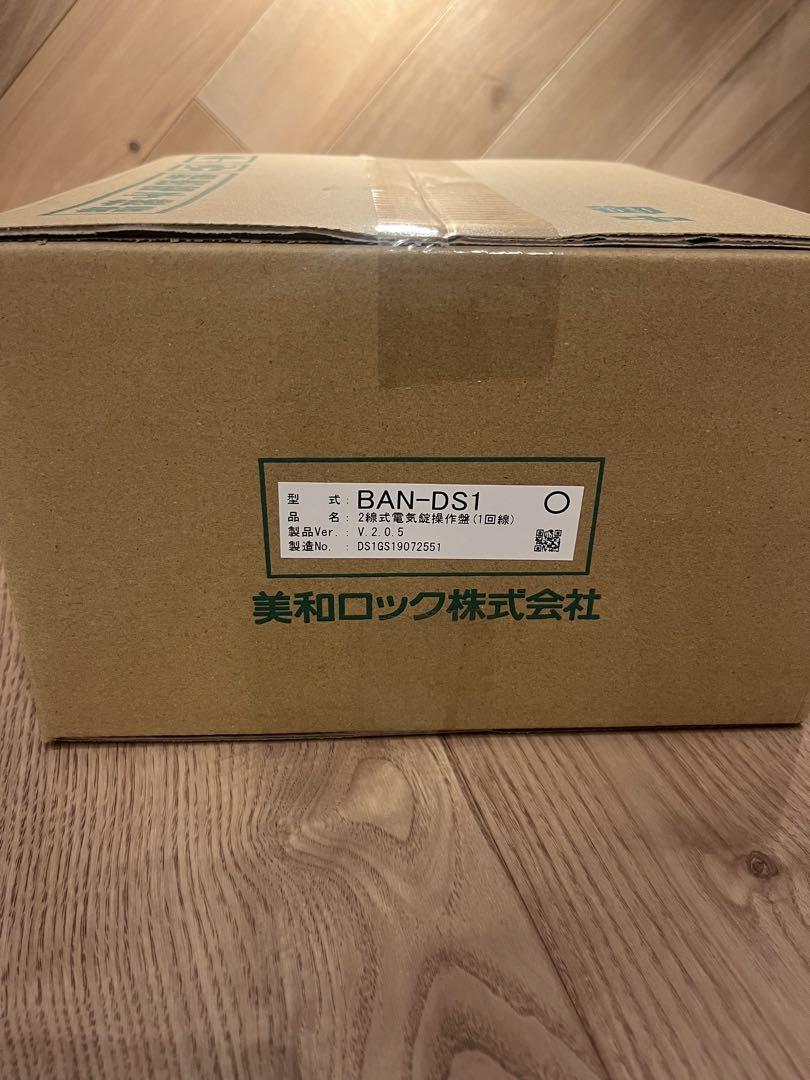 型　式: BAN-DS1 ○
品　名: 2線式電気錠操作盤(1回線)
製品Ver.: V.2.0.5
製造No.: DS1GS19072551
美和ロック株式会社